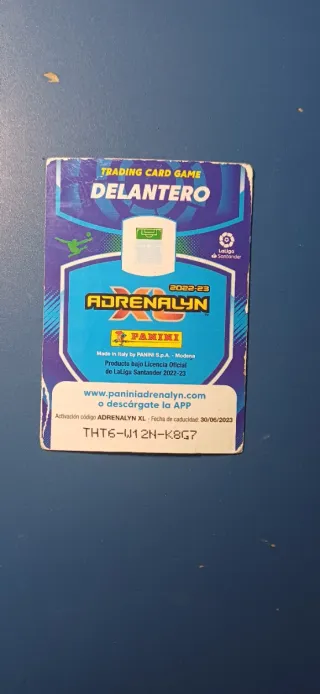 TRADING CARD GAME
DELANTERO
LaLiga
Santander
2022-23
ADRENALYN
XL
PANINI
Made in Italy by PANINI S.p.A. - Modena
Producto bajo Licencia Oficial
de LaLiga Santander 2022-23
www.paniniadrenalyn.com
o descárgate la APP
Activación código ADRENALYN XL - Fecha de caducidad: 30/06/2023
THT6-W12N-K8G7